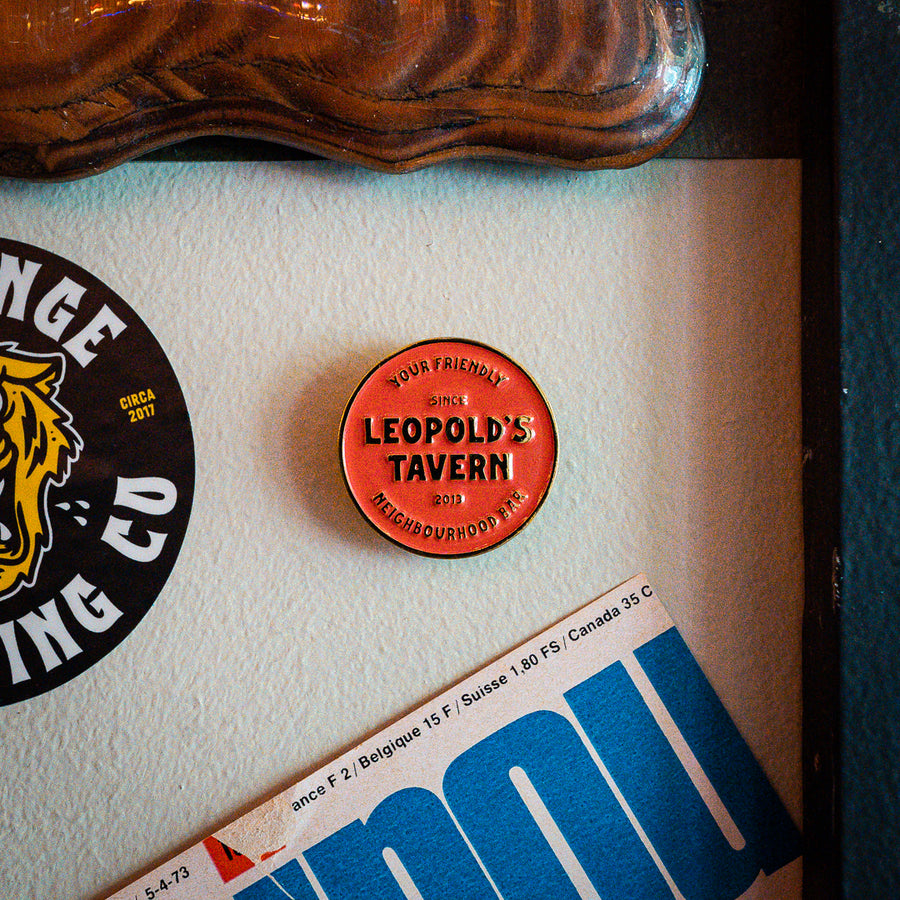 NGE
CIRCA
2017
ING CO
YOUR FRIENDLY
SINCE
LEOPOLD'S
TAVERN
2013
NEIGHBOURHOOD BAR
ance F 2/Belgique 15 F/Suisse 1,80 FS/Canada 35 C
5-4-73